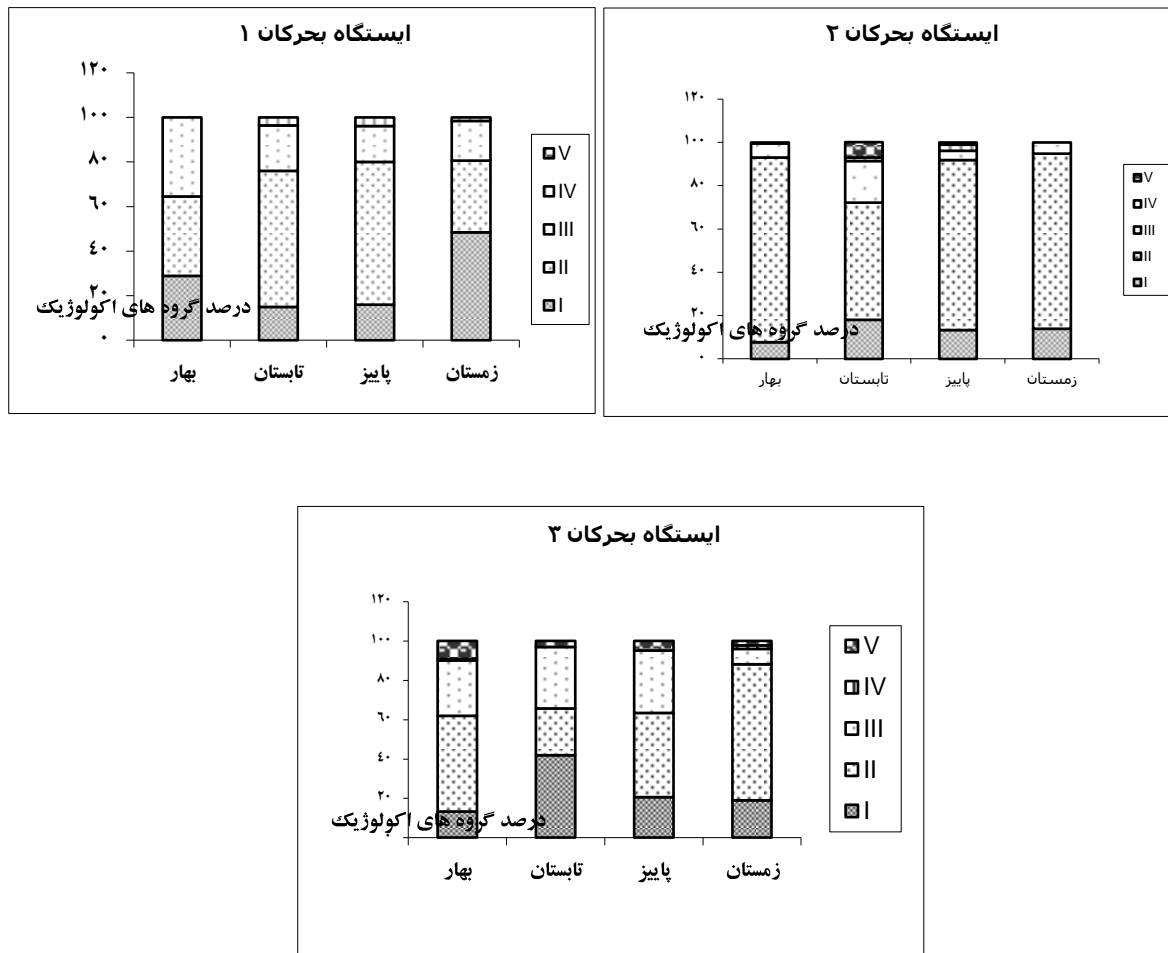 ایستگاه بحرکان ۱
۱۲۰
۱۰۰
۸۰
۶۰
۴۰
۲۰
۰
درصد گروه های اکولوژیک
بهار
تابستان
پاییز
زمستان
V
IV
III
II
I
ایستگاه بحرکان ۲
۱۲۰
۱۰۰
۸۰
۶۰
۴۰
۲۰
۰
درصد گروه های اکولوژیک
بهار
تابستان
پاییز
زمستان
V
IV
III
II
I
ایستگاه بحرکان ۳
۱۲۰
۱۰۰
۸۰
۶۰
۴۰
۲۰
۰
درصد گروه های اکولوژیک
بهار
تابستان
پاییز
زمستان
V
IV
III
II
I